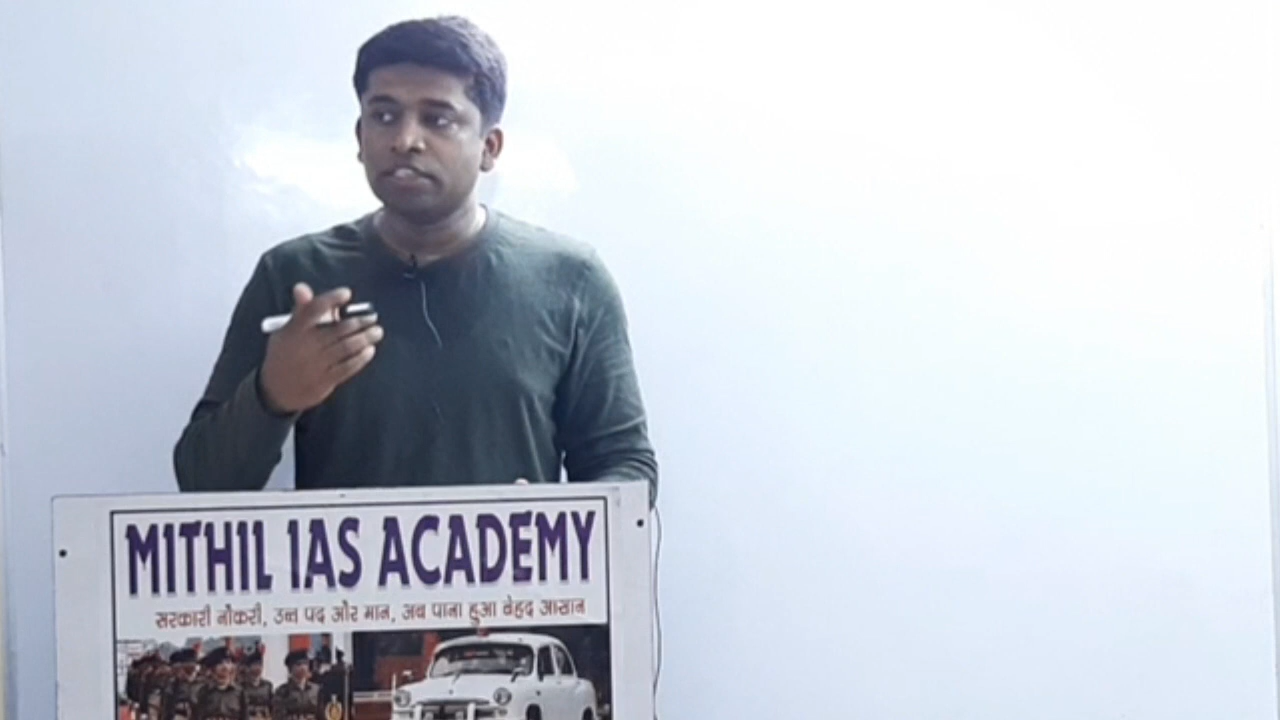 MITHIL IAS ACADEMY
सरकारी नौकरी, उच्च पद और मान, अब पाना हुआ बेहद आसान